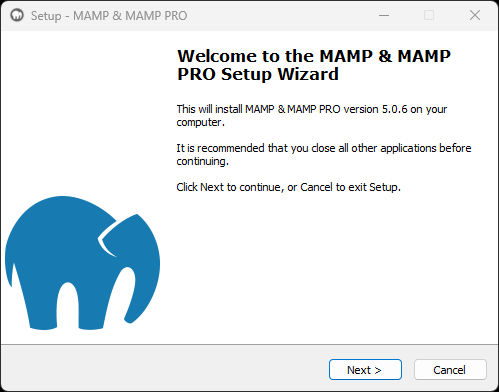 Setup - MAMP & MAMP PRO
Welcome to the MAMP & MAMP
PRO Setup Wizard
This will install MAMP & MAMP PRO version 5.0.6 on your
computer.
It is recommended that you close all other applications before
continuing.
Click Next to continue, or Cancel to exit Setup.
Next >
Cancel